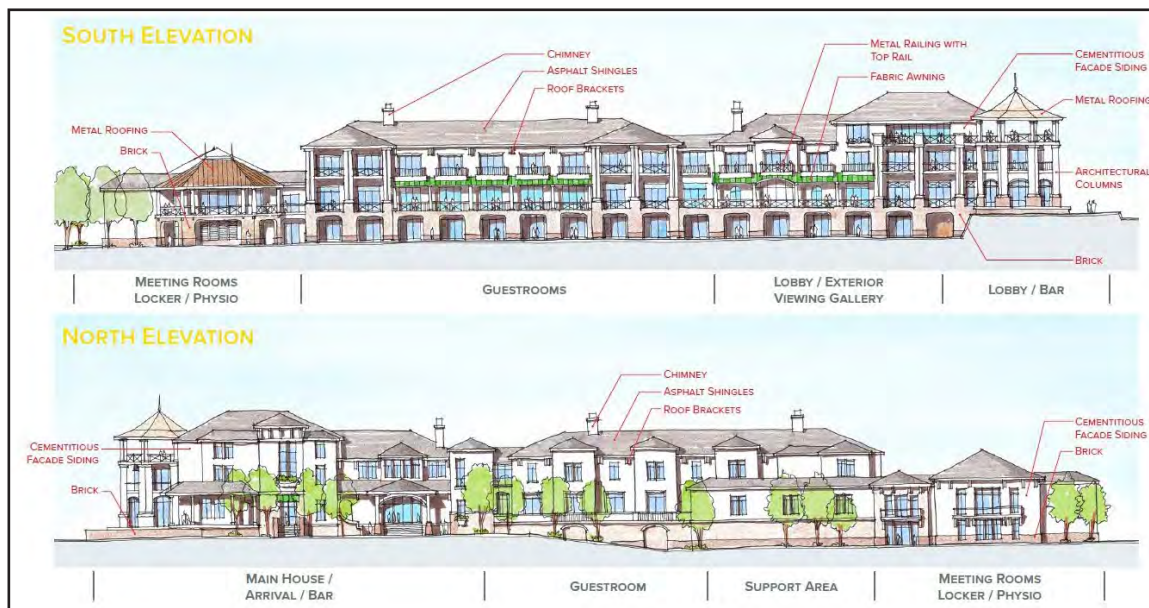 SOUTH ELEVATION
CHIMNEY
ASPHALT SHINGLES
ROOF BRACKETS
METAL ROOFING
BRICK
METAL RAILING WITH
TOP RAIL
FABRIC AWNING
CEMENTITIOUS
FACADE SIDING
METAL ROOFING
ARCHITECTURAL
COLUMNS
BRICK
MEETING ROOMS
LOCKER / PHYSIO
GUESTROOMS
LOBBY / EXTERIOR
VIEWING GALLERY
LOBBY / BAR
NORTH ELEVATION
CHIMNEY
ASPHALT SHINGLES
ROOF BRACKETS
CEMENTITIOUS
FACADE SIDING
BRICK
CEMENTITIOUS
FACADE SIDING
BRICK
MAIN HOUSE /
ARRIVAL / BAR
GUESTROOM
SUPPORT AREA
MEETING ROOMS
LOCKER / PHYSIO